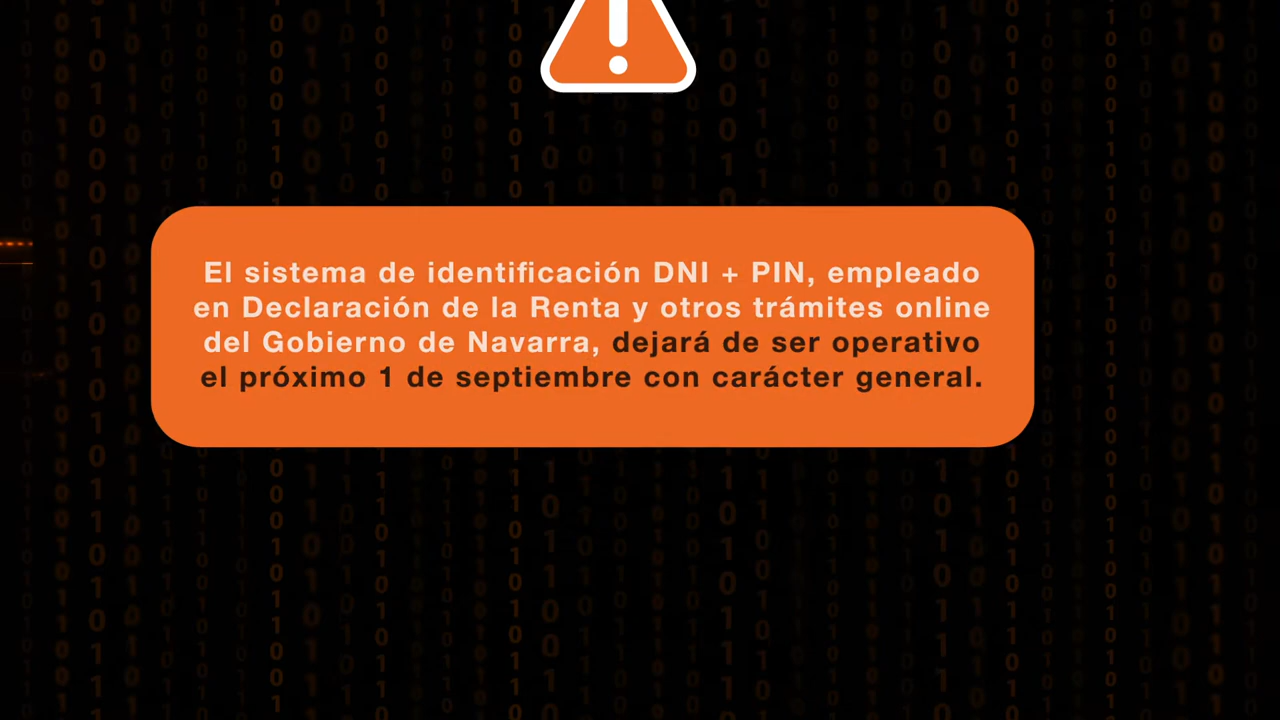 El sistema de identificación DNI + PIN, empleado
en Declaración de la Renta y otros trámites online
del Gobierno de Navarra, dejará de ser operativo
el próximo 1 de septiembre con carácter general.